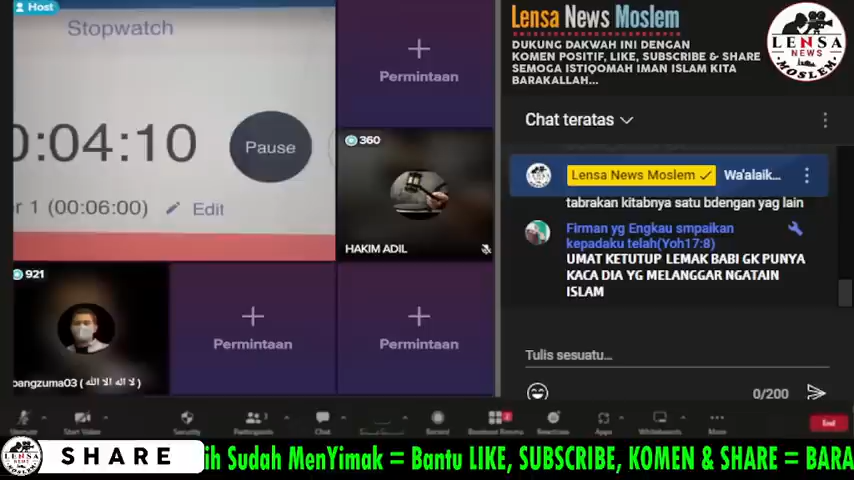 Host
Stopwatch
0:04:10
Pause
r 1 (00:06:00)
Edit
Permintaan
360
HAKIM ADIL
921
bangzuma03 ( لا اله الا الله )
Permintaan
Permintaan
Lensa News Moslem
DUKUNG DAKWAH INI DENGAN
KOMEN POSITIF, LIKE, SUBSCRIBE & SHARE
SEMOGA ISTIQOMAH IMAN ISLAM KITA
BARAKALLAH...
LENSA
NEWS
MOSLEM
Chat teratas
Lensa News Moslem Wa'alaik...
tabrakan kitabnya satu bdengan yag lain
Firman yg Engkau smpaikan
kepadaku telah(Yoh17:8)
UMAT KETUTUP LEMAK BABI GK PUNYA
KACA DIA YG MELANGGAR NGATAIN
ISLAM
Tulis sesuatu...
0/200
Start Video
Security
Participants
Chat
Record
Breakout Rooms
Reactions
Apps
Whiteboards
More
End
LENSA
NEWS
MOSLEM
SHARE
ih Sudah MenYimak = Bantu LIKE, SUBSCRIBE, KOMEN & SHARE = BARA